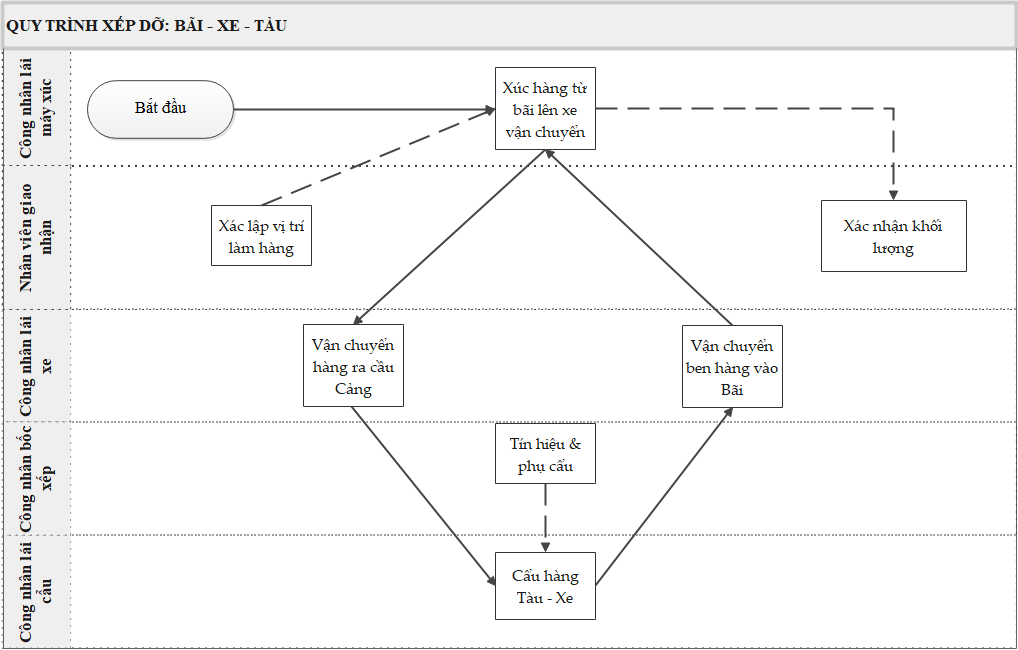 QUY TRÌNH XẾP DỠ: BÃI - XE - TÀU
Công nhân lái
máy xúc
Bắt đầu
Xúc hàng từ
bãi lên xe
vận chuyển
Nhân viên giao
nhận
Xác lập vị trí
làm hàng
Xác nhận khối
lượng
Công nhân lái
xe
Vận chuyển
hàng ra cầu
Cảng
Vận chuyển
ben hàng vào
Bãi
Công nhân bốc
xếp
Tín hiệu &
phụ cẩu
Công nhân lái
cẩu
Cẩu hàng
Tàu - Xe